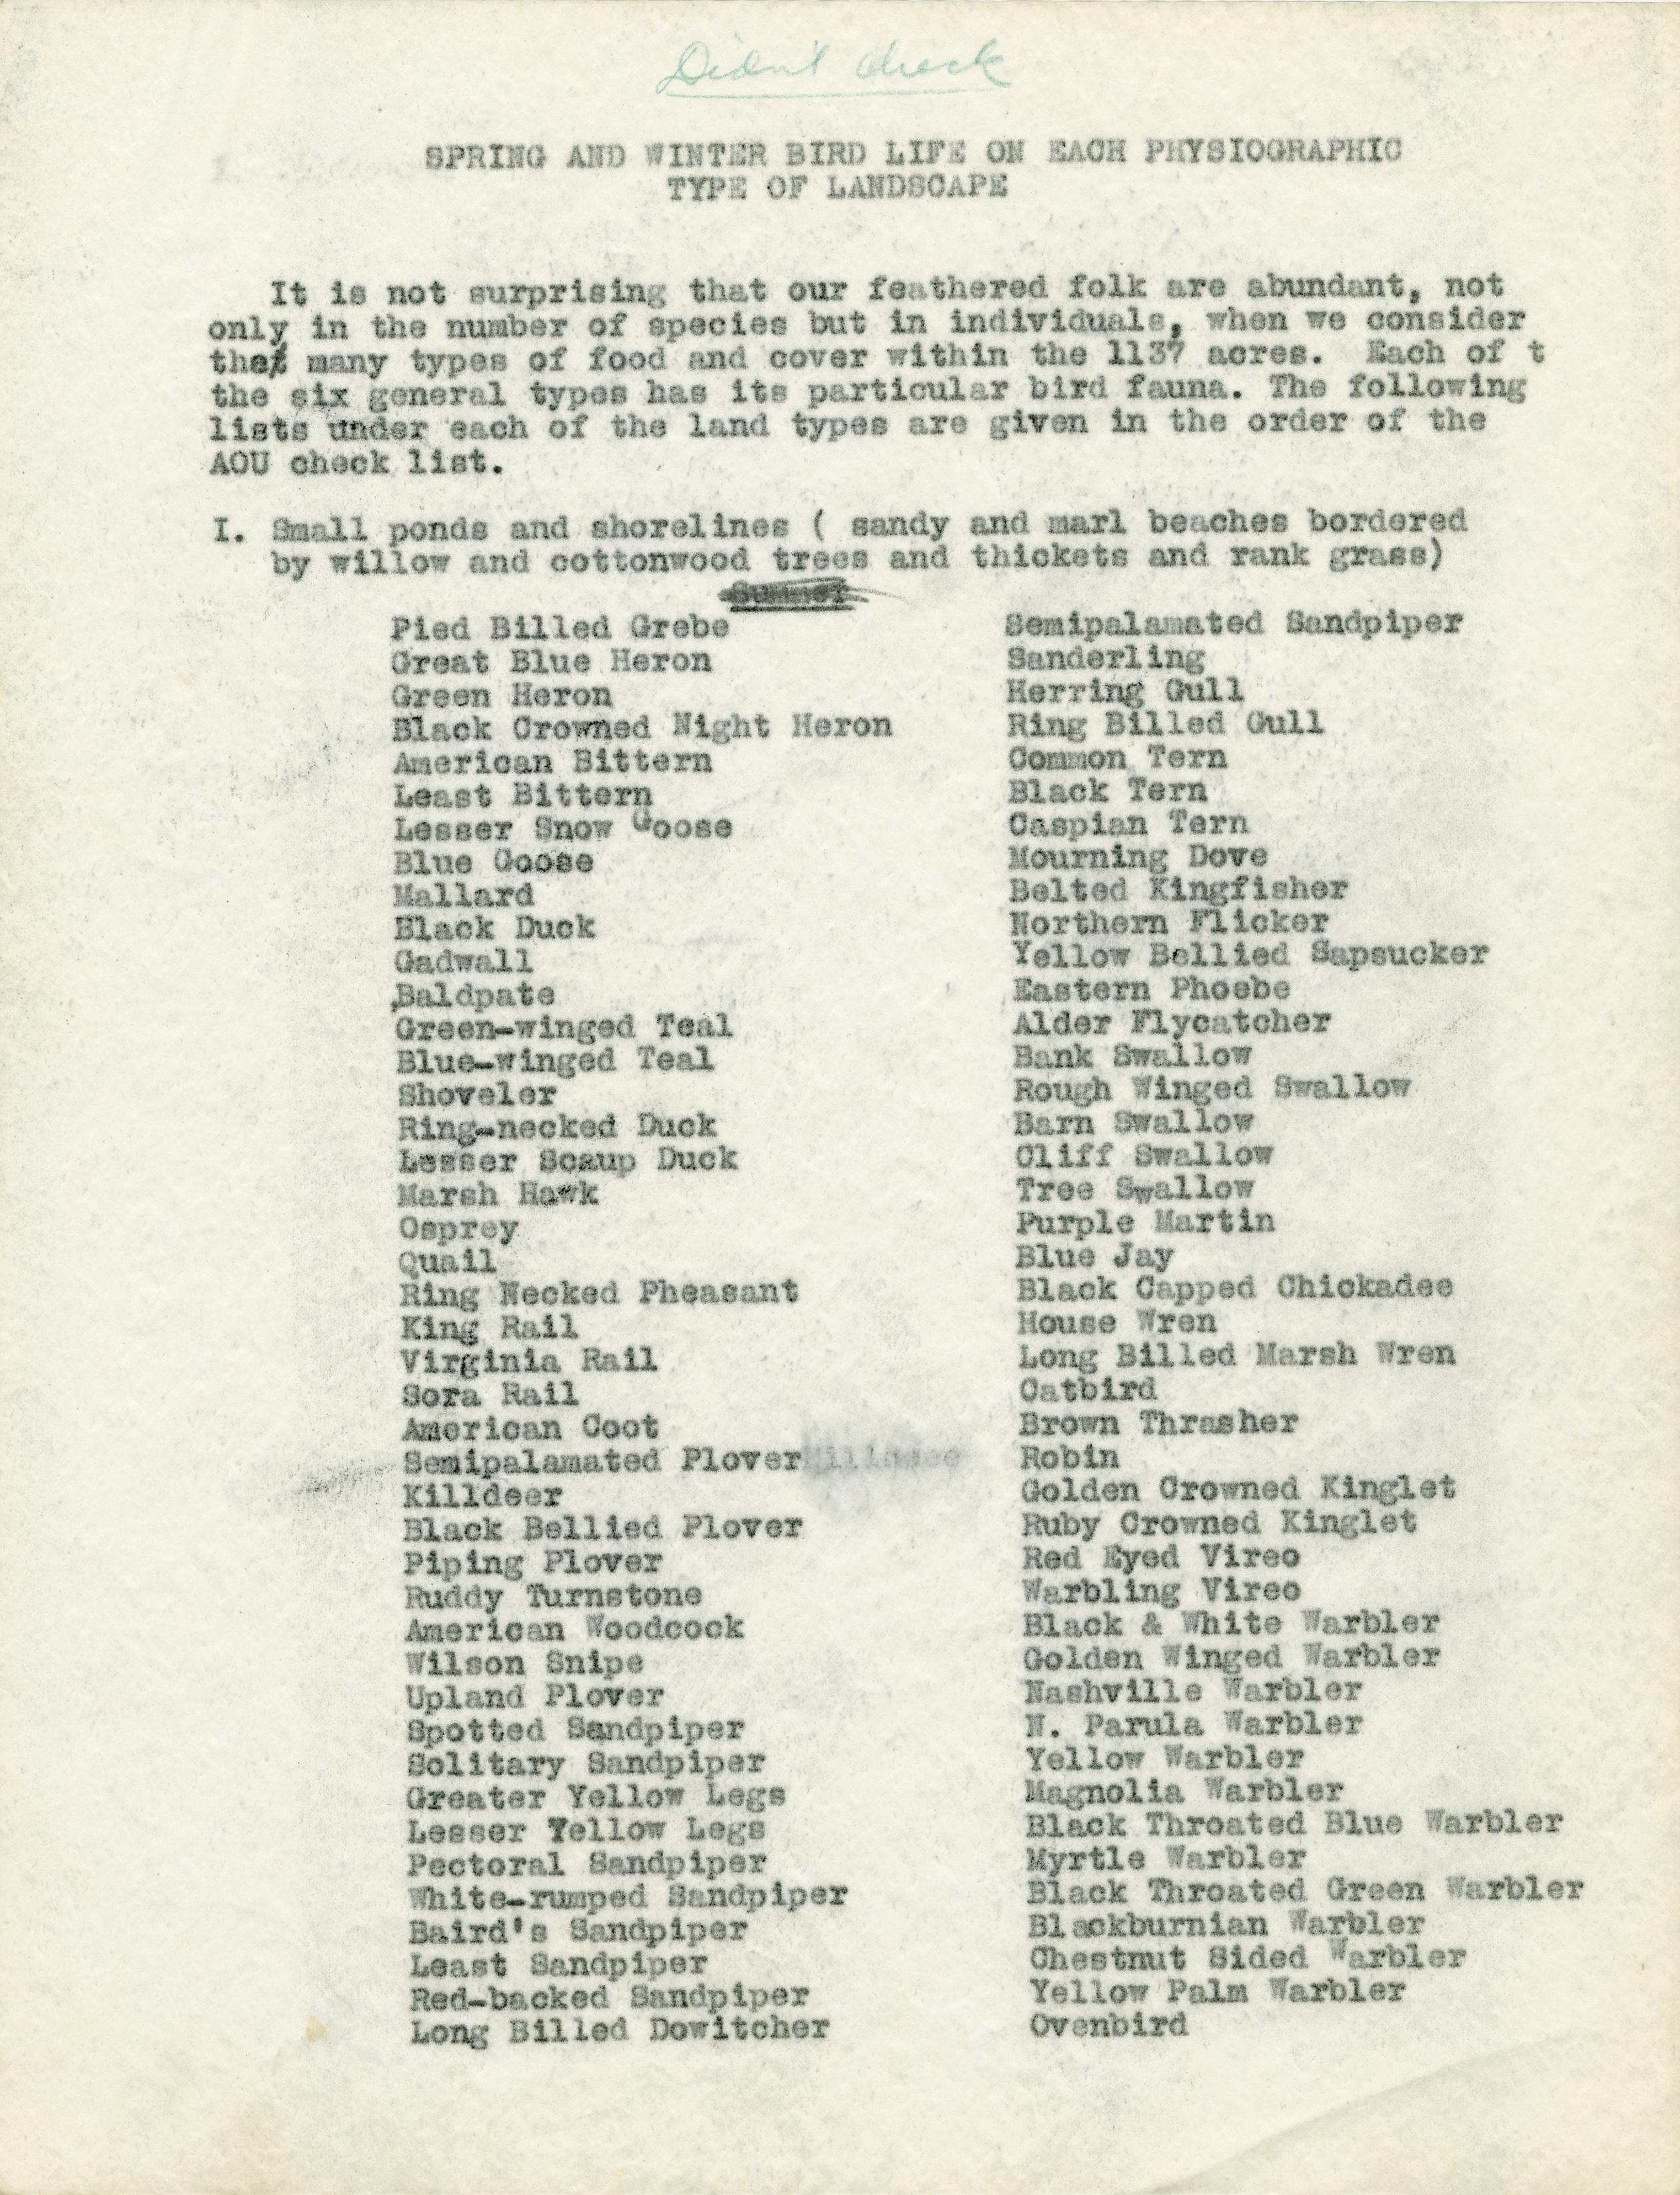 Didn't check
SPRING AND WINTER BIRD LIFE ON EACH PHYSIOGRAPHIC
TYPE OF LANDSCAPE
It is not surprising that our feathered folk are abundant, not
only in the number of species but in individuals, when we consider
the many types of food and cover within the 1137 acres. Each of t
the six general types has its particular bird fauna. The following
lists under each of the land types are given in the order of the
AOU check list.
I. Small ponds and shorelines ( sandy and marl beaches bordered
by willow and cottonwood trees and thickets and rank grass)
Summer
Pied Billed Grebe
Great Blue Heron
Green Heron
Black Crowned Night Heron
American Bittern
Least Bittern
Lesser Snow Goose
Blue Goose
Mallard
Black Duck
Gadwall
Baldpate
Green-winged Teal
Blue-winged Teal
Shoveler
Ring-necked Duck
Lesser Scaup Duck
Marsh Hawk
Osprey
Quail
Ring Necked Pheasant
King Rail
Virginia Rail
Sora Rail
American Coot
Semipalamated Plover
Killdeer
Black Bellied Plover
Piping Plover
Ruddy Turnstone
American Woodcock
Wilson Snipe
Upland Plover
Spotted Sandpiper
Solitary Sandpiper
Greater Yellow Legs
Lesser Yellow Legs
Pectoral Sandpiper
White-rumped Sandpiper
Baird's Sandpiper
Least Sandpiper
Red-backed Sandpiper
Long Billed Dowitcher
Semipalamated Sandpiper
Sanderling
Herring Gull
Ring Billed Gull
Common Tern
Black Tern
Caspian Tern
Mourning Dove
Belted Kingfisher
Northern Flicker
Yellow Bellied Sapsucker
Eastern Phoebe
Alder Flycatcher
Bank Swallow
Rough Winged Swallow
Barn Swallow
Cliff Swallow
Tree Swallow
Purple Martin
Blue Jay
Black Capped Chickadee
House Wren
Long Billed Marsh Wren
Catbird
Brown Thrasher
Robin
Golden Crowned Kinglet
Ruby Crowned Kinglet
Red Eyed Vireo
Warbling Vireo
Black & White Warbler
Golden Winged Warbler
Nashville Warbler
N. Parula Warbler
Yellow Warbler
Magnolia Warbler
Black Throated Blue Warbler
Myrtle Warbler
Black Throated Green Warbler
Blackburnian Warbler
Chestnut Sided Warbler
Yellow Palm Warbler
Ovenbird